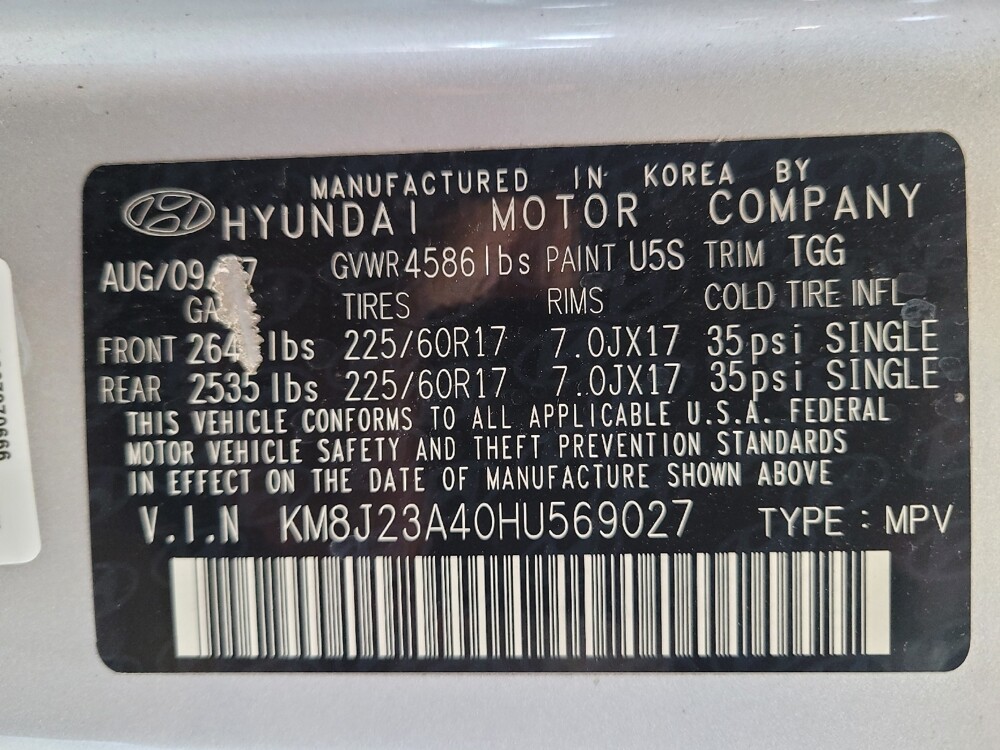 MANUFACTURED IN KOREA BY
HYUNDAI MOTOR COMPANY
GVWR 4586lbs PAINT U5S TRIM TGG
TIRES RIMS COLD TIRE INFL.
FRONT lbs 225/60R17 7.0JX17 35psi SINGLE
REAR 2535 lbs 225/60R17 7.0JX17 35psi SINGLE
THIS VEHICLE CONFORMS TO ALL APPLICABLE U.S.A. FEDERAL
MOTOR VEHICLE SAFETY AND THEFT PREVENTION STANDARDS
IN EFFECT ON THE DATE OF MANUFACTURE SHOWN ABOVE
V.I.N KM8J23A40HU569027 TYPE : MPV